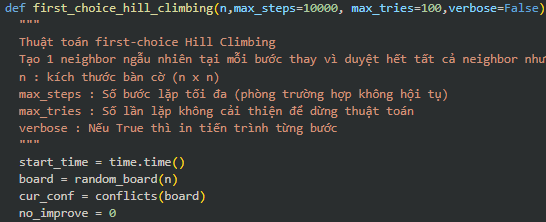 def first_choice_hill_climbing(n,max_steps=10000, max_tries=100,verbose=False)
"""
Thuật toán first-choice Hill Climbing
Tạo 1 neighbor ngẫu nhiên tại mỗi bước thay vì duyệt hết tất cả neighbor như
n : kích thước bàn cờ (n x n)
max_steps : Số bước lặp tối đa (phòng trường hợp không hội tụ)
max_tries : Số lần lặp không cải thiện để dừng thuật toán
verbose : Nếu True thì in tiến trình từng bước
"""
start_time = time.time()
board = random_board(n)
cur_conf = conflicts(board)
no_improve = 0